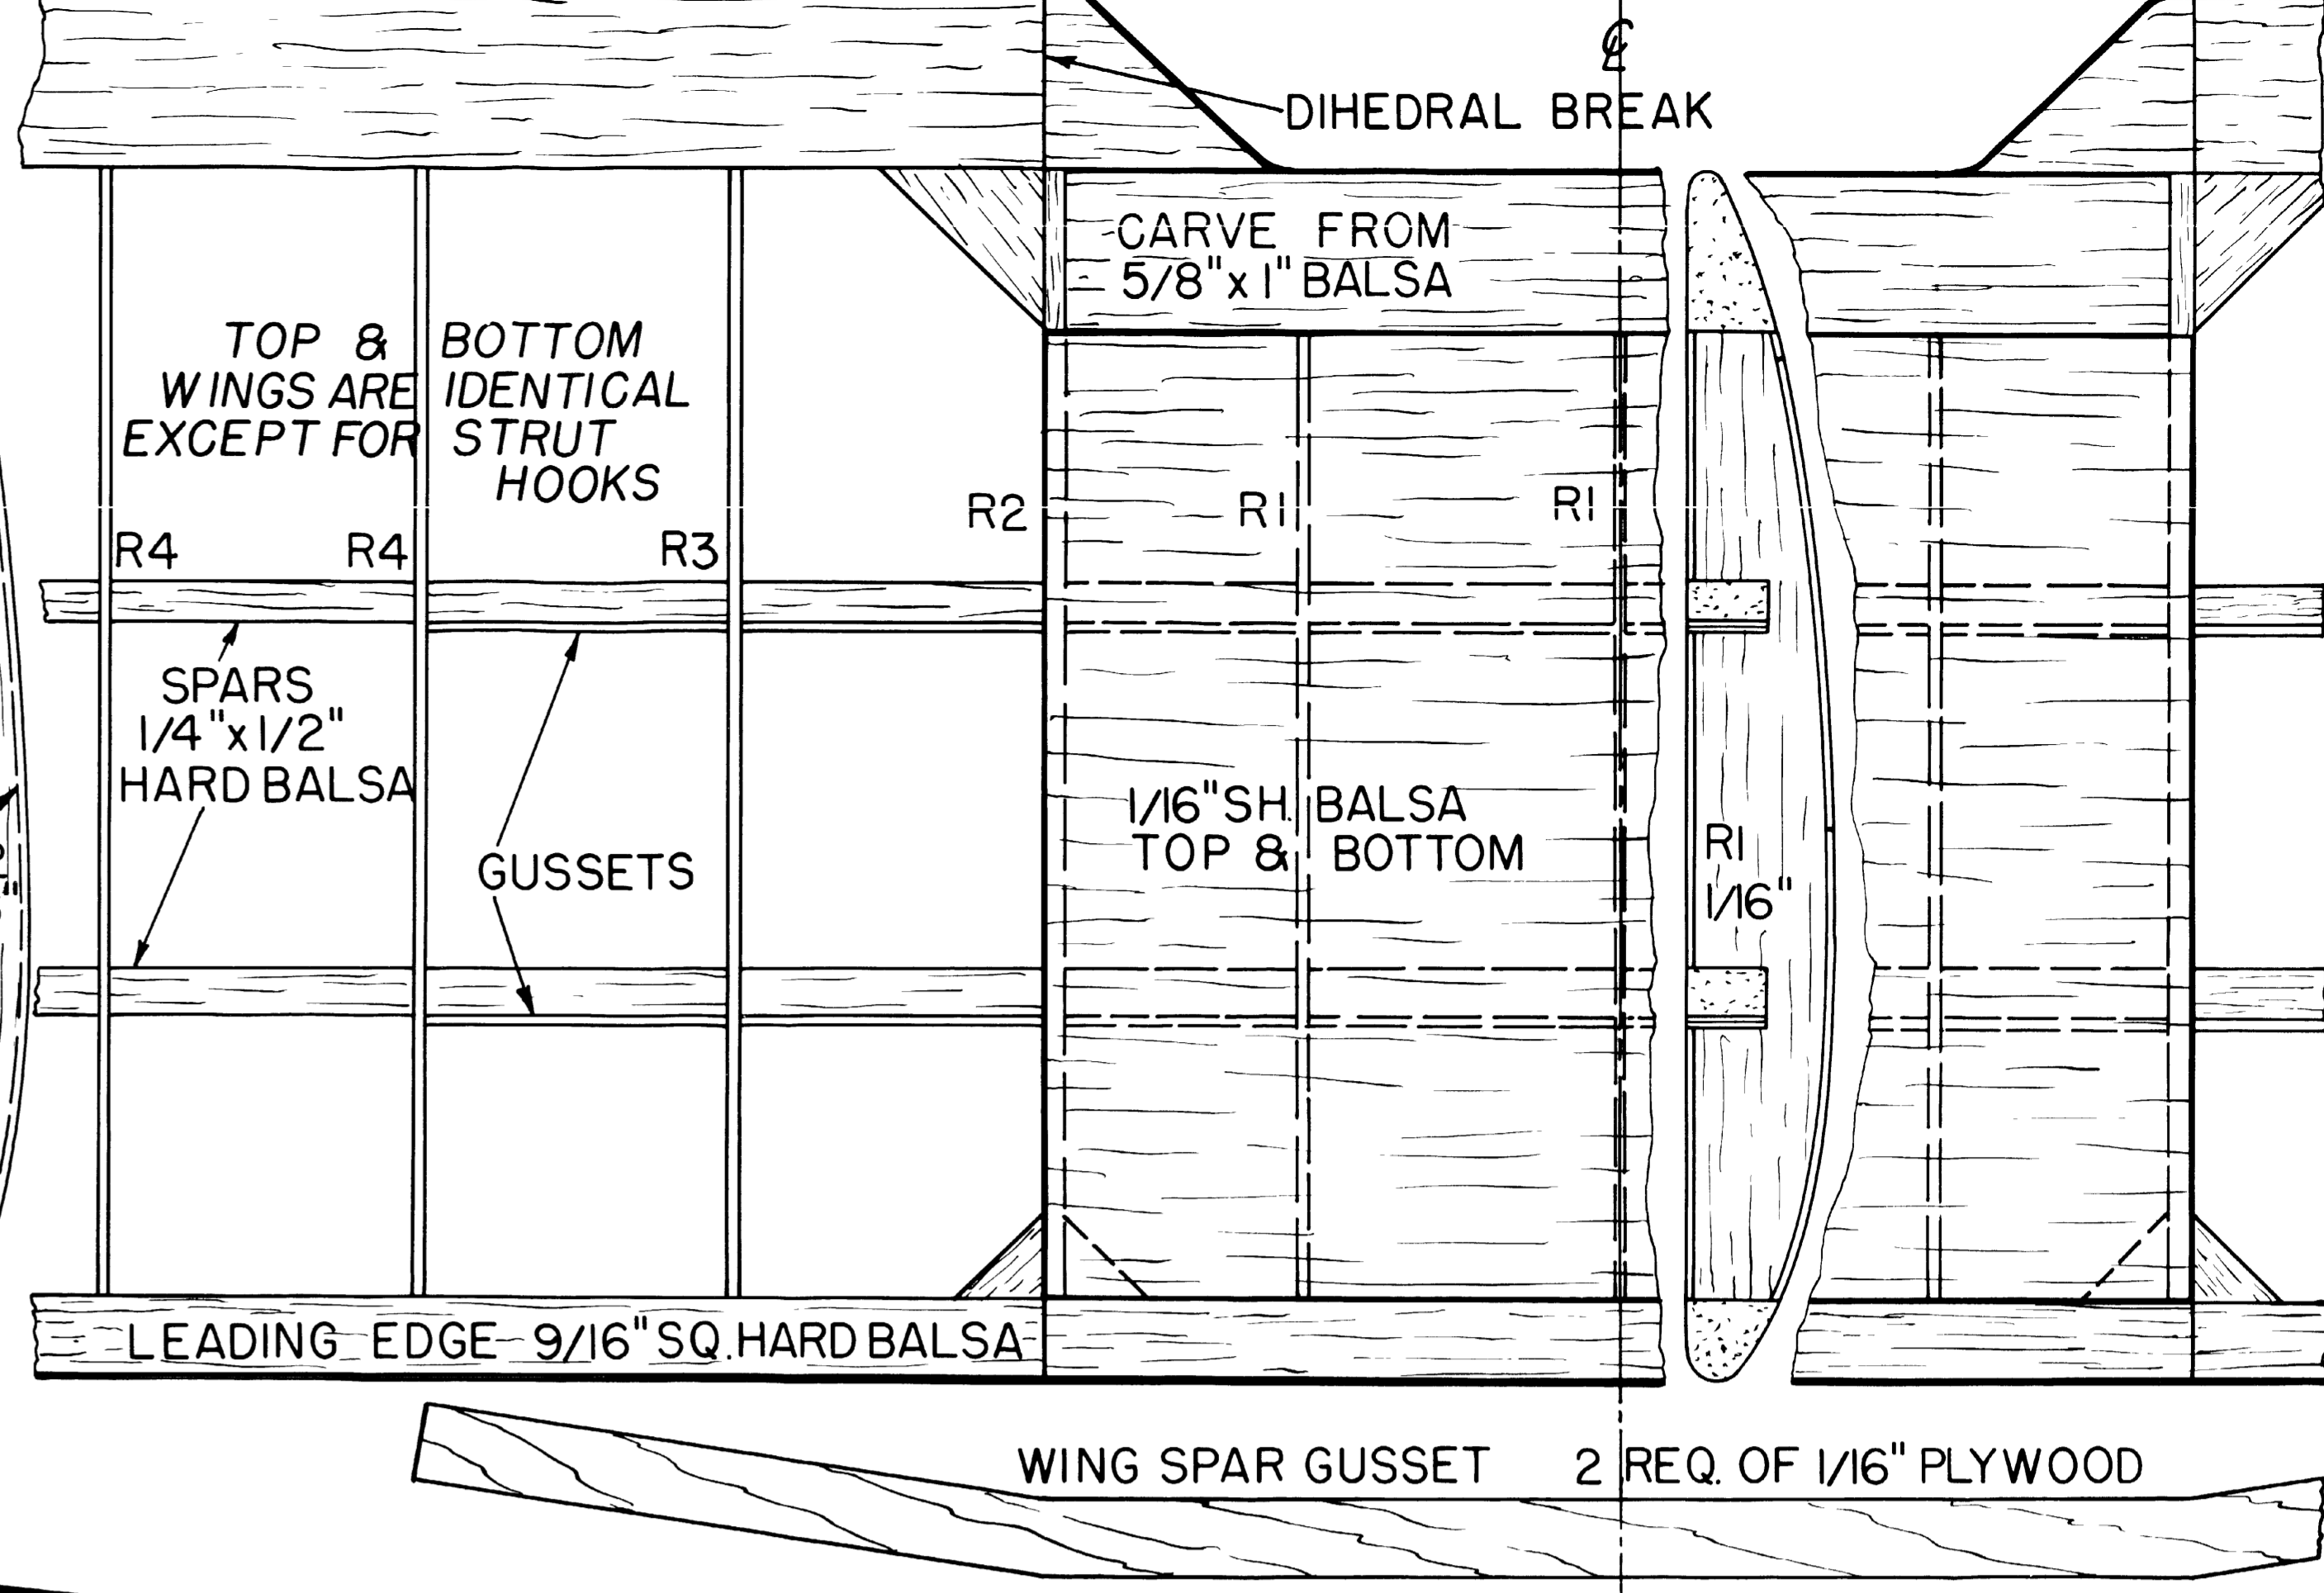 ℄
DIHEDRAL BREAK
CARVE FROM
5/8"x1" BALSA
TOP & BOTTOM
WINGS ARE IDENTICAL
EXCEPT FOR STRUT
HOOKS
R2
R1
R1
R4
R4
R3
SPARS
1/4"x1/2"
HARD BALSA
GUSSETS
1/16"SH. BALSA
TOP & BOTTOM
R1
1/16"
LEADING EDGE 9/16"SQ. HARD BALSA
WING SPAR GUSSET 2 REQ. OF 1/16" PLYWOOD